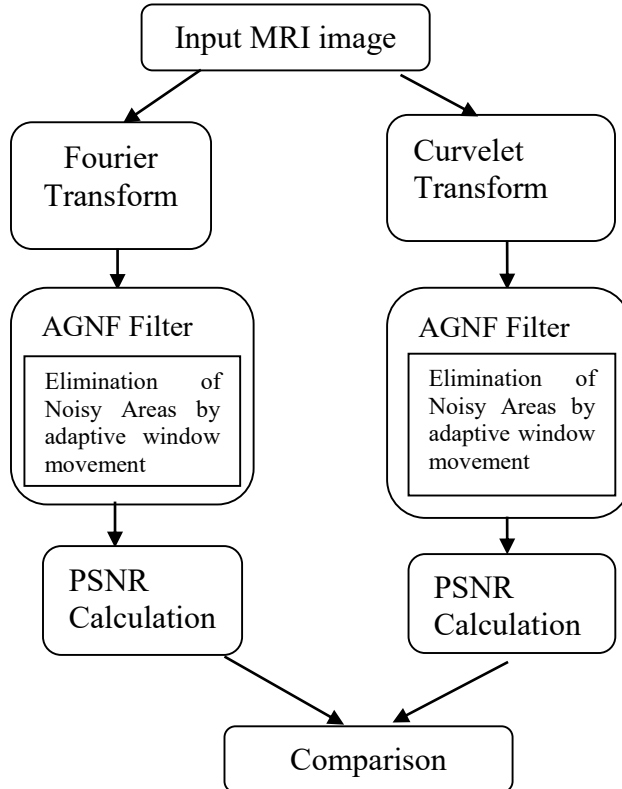 Input MRI image
Fourier
Transform
Curvelet
Transform
AGNF Filter
Elimination of
Noisy Areas by
adaptive window
movement
AGNF Filter
Elimination of
Noisy Areas by
adaptive window
movement
PSNR
Calculation
PSNR
Calculation
Comparison